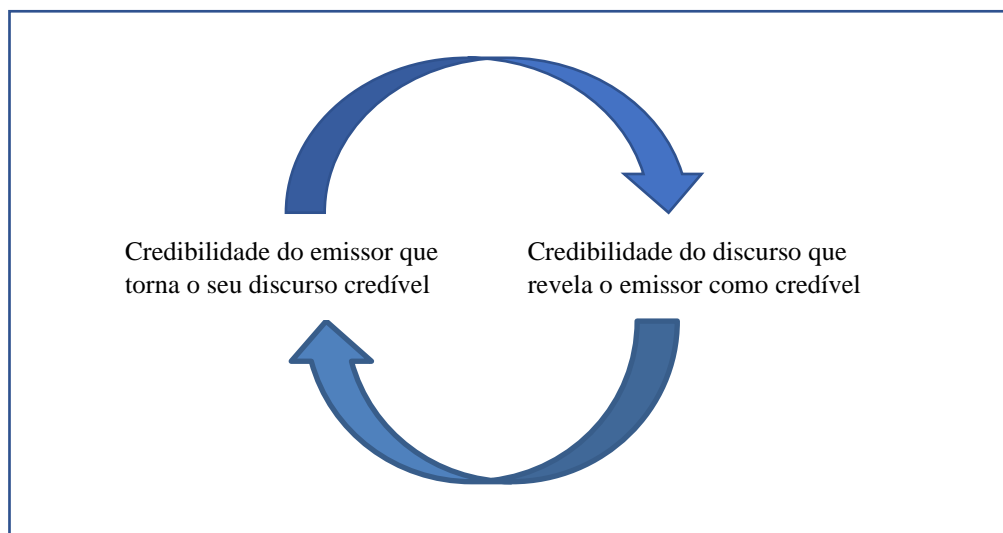 Credibilidade do emissor que
torna o seu discurso credível
Credibilidade do discurso que
revela o emissor como credível